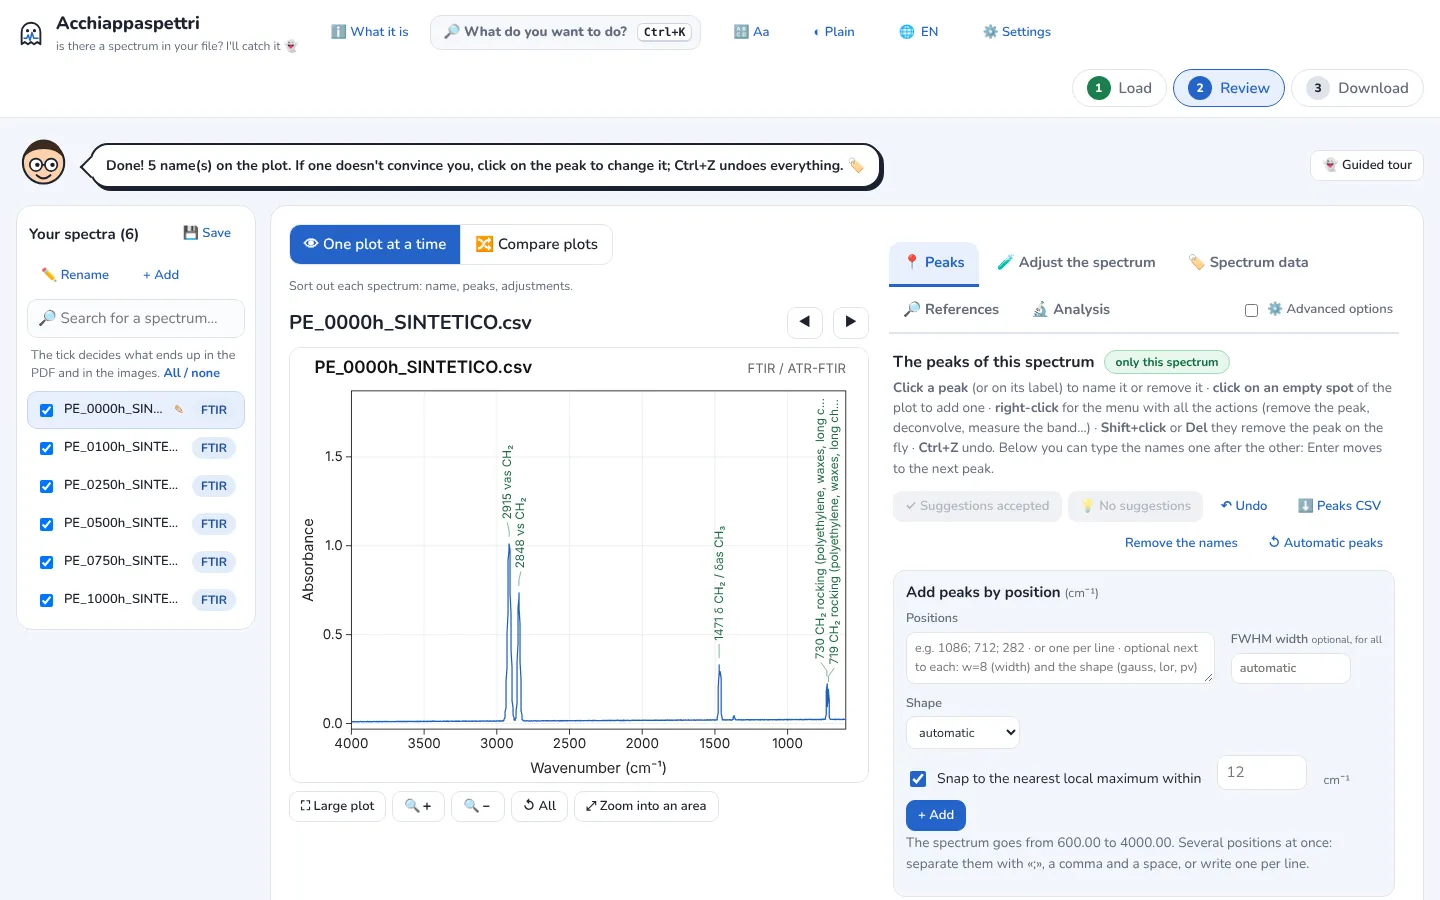 Acchiappaspettri
is there a spectrum in your file? I'll catch it 👻
ℹ️ What it is
🔎 What do you want to do? Ctrl+K
🔠 Aa
Plain
🌐 EN
⚙️ Settings
1 Load
2 Review
3 Download
Done! 5 name(s) on the plot. If one doesn't convince you, click on the peak to change it; Ctrl+Z undoes everything. 🏷️
👻 Guided tour
Your spectra (6)
💾 Save
✏️ Rename
+ Add
🔎 Search for a spectrum...
The tick decides what ends up in the
PDF and in the images. All / none
PE_0000h_SIN... ✎ FTIR
PE_0100h_SINTE... FTIR
PE_0250h_SINTE... FTIR
PE_0500h_SINTE... FTIR
PE_0750h_SINTE... FTIR
PE_1000h_SINTE... FTIR
👁 One plot at a time
🔀 Compare plots
Sort out each spectrum: name, peaks, adjustments.
PE_0000h_SINTETICO.csv
◀ ▶
PE_0000h_SINTETICO.csv
FTIR / ATR-FTIR
2915 νas CH₂
2848 νs CH₂
1471 δ CH₂ / δas CH₃
730 CH₂ rocking (polyethylene, waxes, long c...
719 CH₂ rocking (polyethylene, waxes, long ch...
Absorbance
1.5
1.0
0.5
0.0
4000 3500 3000 2500 2000 1500 1000
Wavenumber (cm⁻¹)
⛶ Large plot
🔍 +
🔍 −
↺ All
⤢ Zoom into an area
📍 Peaks
🧪 Adjust the spectrum
🏷️ Spectrum data
🔎 References
🔬 Analysis
⚙️ Advanced options
The peaks of this spectrum only this spectrum
Click a peak (or on its label) to name it or remove it · click on an empty spot of the
plot to add one · right-click for the menu with all the actions (remove the peak,
deconvolve, measure the band...) · Shift+click or Del they remove the peak on the
fly · Ctrl+Z undo. Below you can type the names one after the other: Enter moves
to the next peak.
✓ Suggestions accepted
💡 No suggestions
↶ Undo
⬇️ Peaks CSV
Remove the names
↺ Automatic peaks
Add peaks by position (cm⁻¹)
Positions
e.g. 1086; 712; 282 · or one per line · optional next
to each: w=8 (width) and the shape (gauss, lor, pv)
FWHM width optional, for all
automatic
Shape
automatic
Snap to the nearest local maximum within 12 cm⁻¹
+ Add
The spectrum goes from 600.00 to 4000.00. Several positions at once:
separate them with «;», a comma and a space, or write one per line.